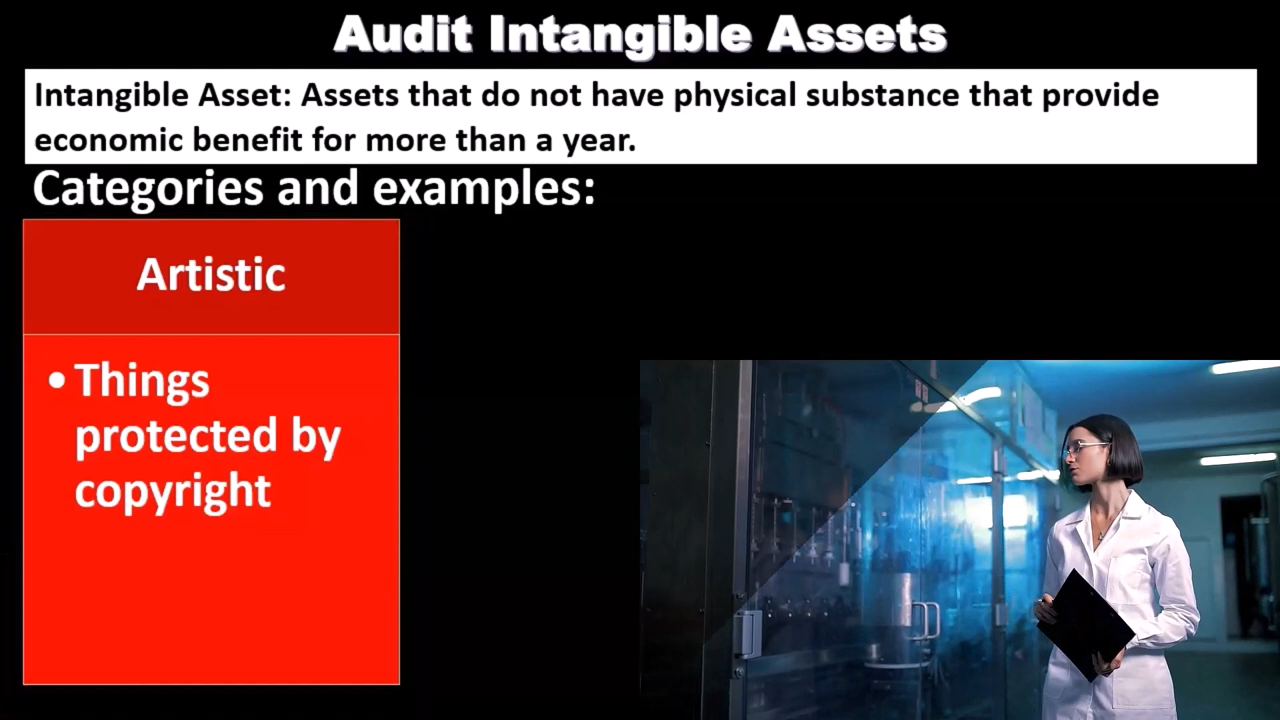 Audit Intangible Assets
Intangible Asset: Assets that do not have physical substance that provide
economic benefit for more than a year.
Categories and examples:
Artistic
• Things
protected by
copyright